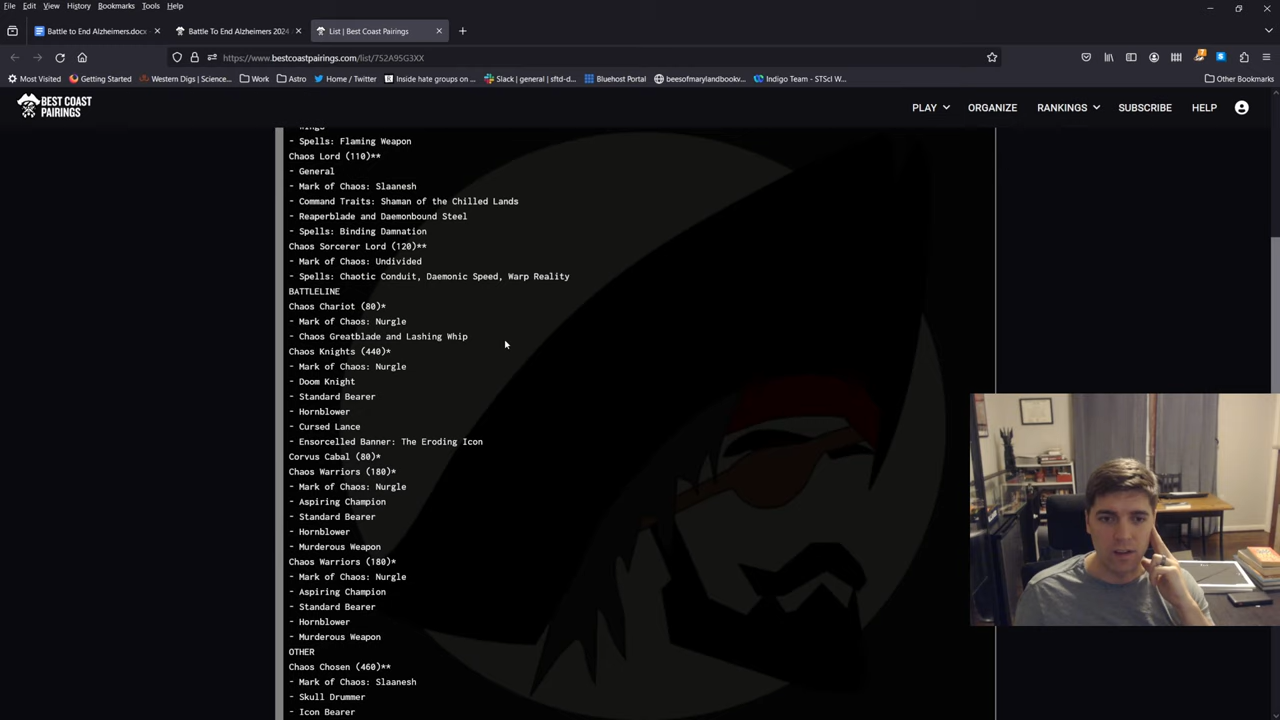 File Edit View History Bookmarks Tools Help
Battle to End Alzheimers.docx
Battle To End Alzheimers 2024
List | Best Coast Pairings
https://www.bestcoastpairings.com/list/7S2A95G3XX
Most Visited Getting Started Western Digs | Science... Work Astro Home / Twitter Inside hate groups on ... Slack | general | sftd-d... Bluehost Portal beesofmarylandbookv... Indigo Team - STScI W... Other Bookmarks
BEST COAST
PAIRINGS
PLAY ORGANIZE RANKINGS SUBSCRIBE HELP
Wings
- Spells: Flaming Weapon
Chaos Lord (110)**
- General
- Mark of Chaos: Slaanesh
- Command Traits: Shaman of the Chilled Lands
- Reaperblade and Daemonbound Steel
- Spells: Binding Damnation
Chaos Sorcerer Lord (120)**
- Mark of Chaos: Undivided
- Spells: Chaotic Conduit, Daemonic Speed, Warp Reality
BATTLELINE
Chaos Chariot (80)*
- Mark of Chaos: Nurgle
- Chaos Greatblade and Lashing Whip
Chaos Knights (440)*
- Mark of Chaos: Nurgle
- Doom Knight
- Standard Bearer
- Hornblower
- Cursed Lance
- Ensorcelled Banner: The Eroding Icon
Corvus Cabal (80)*
Chaos Warriors (180)*
- Mark of Chaos: Nurgle
- Aspiring Champion
- Standard Bearer
- Hornblower
- Murderous Weapon
Chaos Warriors (180)*
- Mark of Chaos: Nurgle
- Aspiring Champion
- Standard Bearer
- Hornblower
- Murderous Weapon
OTHER
Chaos Chosen (460)**
- Mark of Chaos: Slaanesh
- Skull Drummer
- Icon Bearer